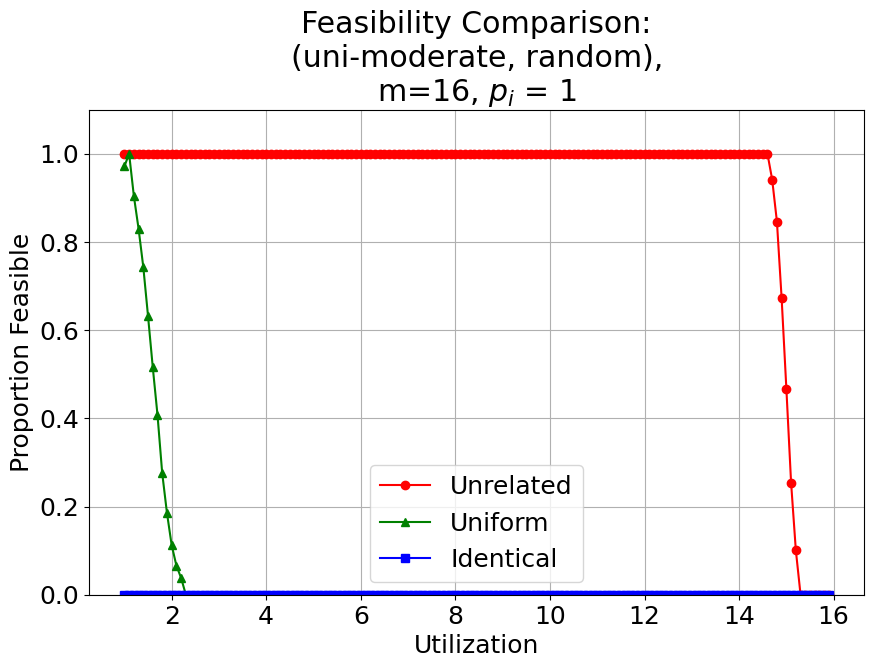 Feasibility Comparison:
(uni-moderate, random),
m=16, $p_i$ = 1
1.0
0.8
0.6
0.4
0.2
0.0
Proportion Feasible
Unrelated
Uniform
Identical
2 4 6 8 10 12 14 16
Utilization